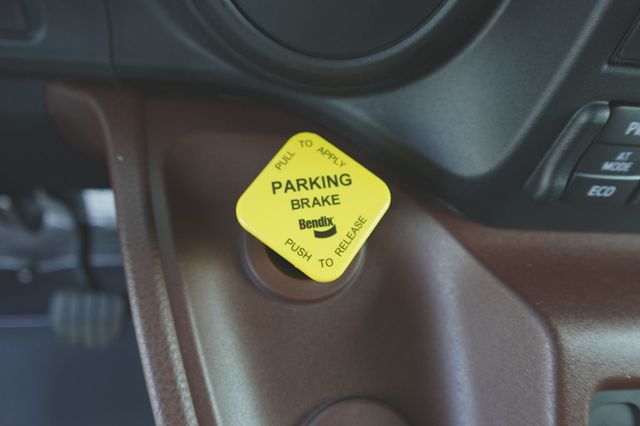 PULL TO APPLY
PARKING
BRAKE
Bendix
PUSH TO RELEASE
AT
MODE
ECO